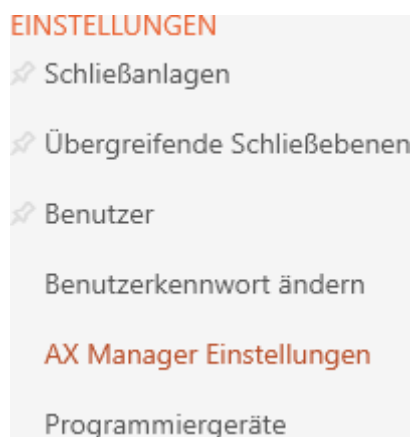 EINSTELLUNGEN
Schließanlagen
Übergreifende Schließebenen
Benutzer
Benutzerkennwort ändern
AX Manager Einstellungen
Programmiergeräte